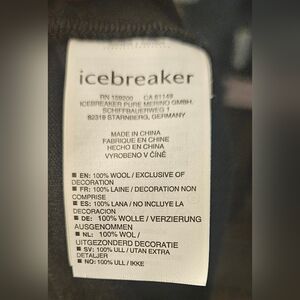 icebreaker
RN 159200 CA 61149
ICEBREAKER PURE MERINO GMBH,
SCHIFFBAUERWEG 1
82319 STARNBERG, GERMANY
MADE IN CHINA
FABRIQUE EN CHINE
HECHO EN CHINA
VYROBENO V ČÍNĚ
■ EN: 100% WOOL / EXCLUSIVE OF
DECORATION
■ FR: 100% LAINE / DECORATION NON
COMPRISE
■ ES: 100% LANA / NO INCLUYE LA
DECORACION
■ DE: 100% WOLLE / VERZIERUNG
AUSGENOMMEN
■ NL: 100% WOL /
UITGEZONDERD DECORATIE
■ SV: 100% ULL / UTAN EXTRA
DETALJER
■ NO: 100% ULL / IKKE